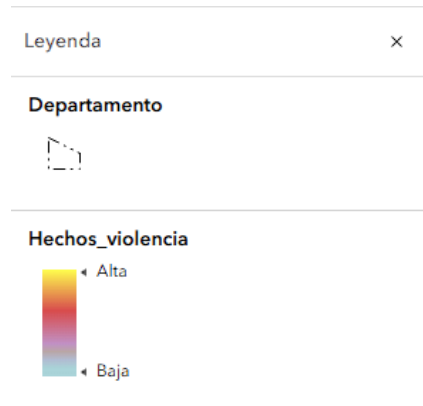 Leyenda
Departamento
Hechos_violencia
Alta
Baja